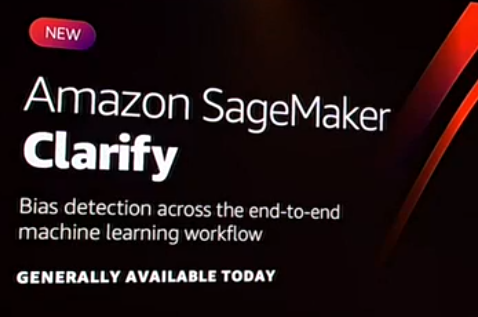 NEW
Amazon SageMaker
Clarify
Bias detection across the end-to-end
machine learning workflow
GENERALLY AVAILABLE TODAY